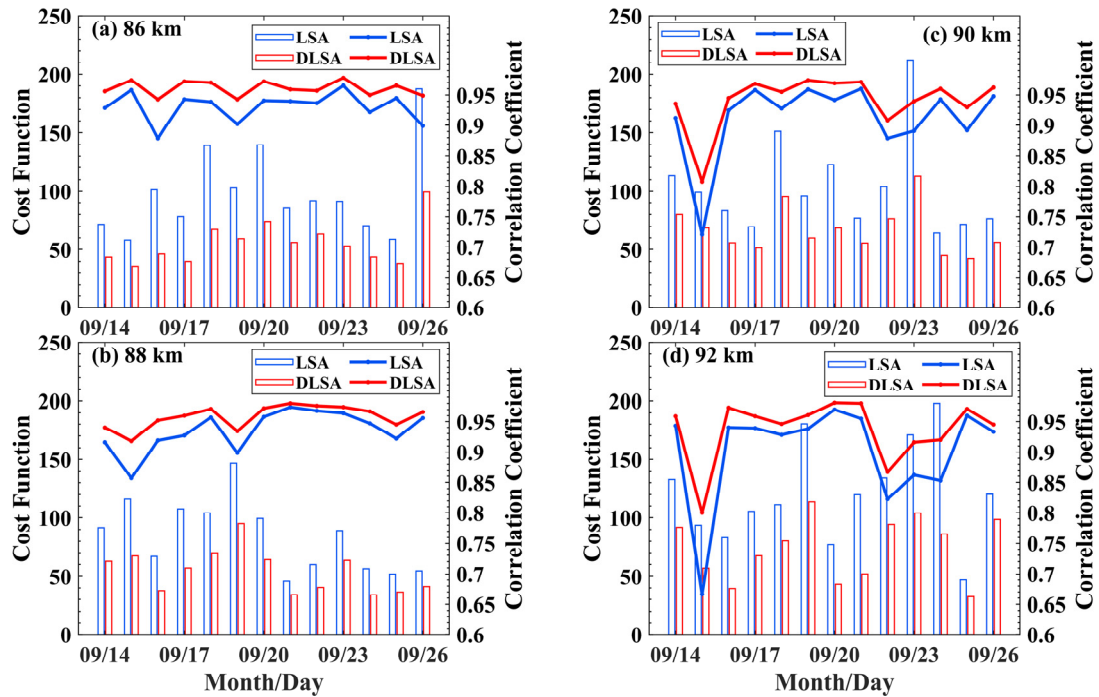 (a) 86 km
LSA LSA
DLSA DLSA
Cost Function
250
200
150
100
50
0
0.95
0.9
0.85
0.8
0.75
0.7
0.65
0.6
Correlation Coefficient
09/14 09/17 09/20 09/23 09/26
(b) 88 km
LSA LSA
DLSA DLSA
Cost Function
250
200
150
100
50
0
0.95
0.9
0.85
0.8
0.75
0.7
0.65
0.6
Correlation Coefficient
09/14 09/17 09/20 09/23 09/26
Month/Day
(c) 90 km
LSA LSA
DLSA DLSA
Cost Function
250
200
150
100
50
0
0.95
0.9
0.85
0.8
0.75
0.7
0.65
0.6
Correlation Coefficient
09/14 09/17 09/20 09/23 09/26
(d) 92 km
LSA LSA
DLSA DLSA
Cost Function
250
200
150
100
50
0
0.95
0.9
0.85
0.8
0.75
0.7
0.65
0.6
Correlation Coefficient
09/14 09/17 09/20 09/23 09/26
Month/Day